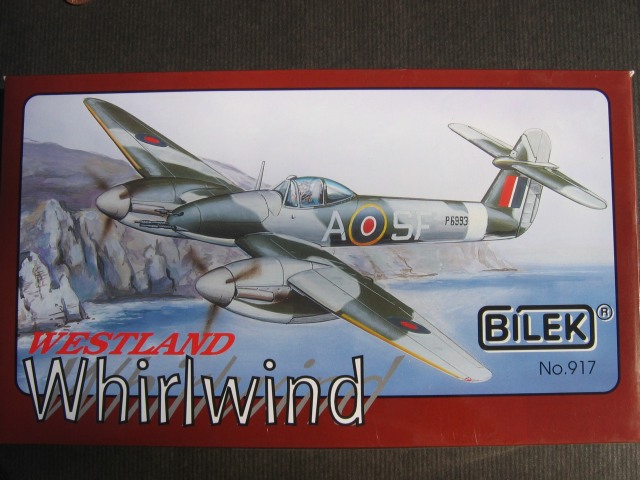 A SF
P6993
BILEK®
No.917
WESTLAND
Whirlwind